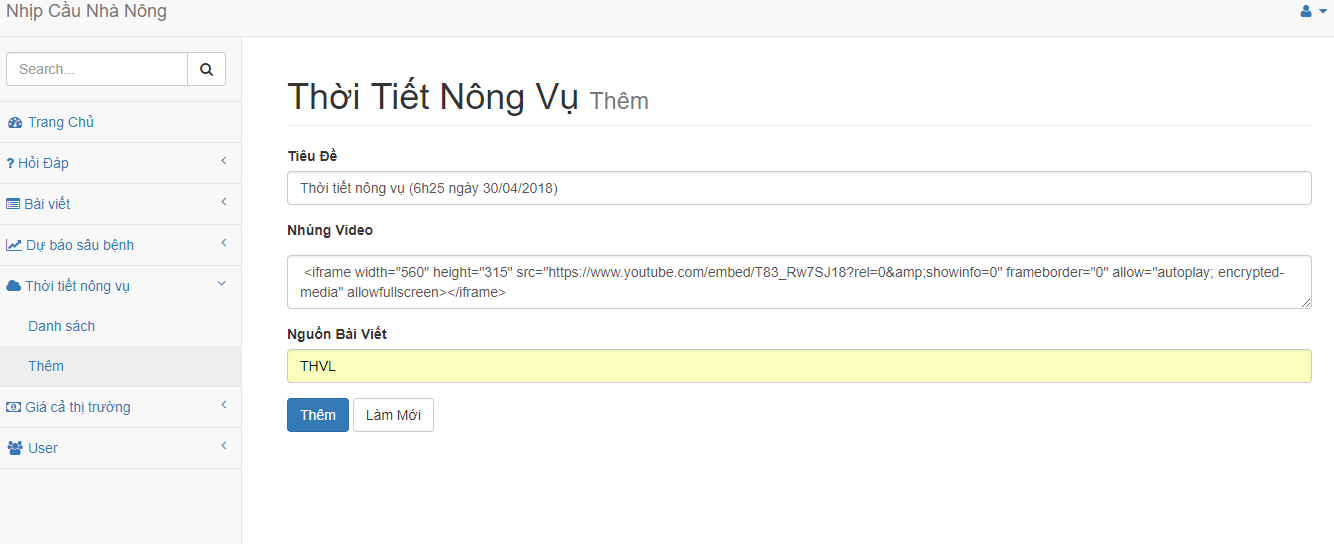 Nhịp Cầu Nhà Nông
Search...
Trang Chủ
? Hỏi Đáp
Bài viết
Dự báo sâu bệnh
Thời tiết nông vụ
Danh sách
Thêm
Giá cả thị trường
User
Thời Tiết Nông Vụ Thêm
Tiêu Đề
Thời tiết nông vụ (6h25 ngày 30/04/2018)
Nhúng Video
<iframe width="560" height="315" src="https://www.youtube.com/embed/T83_Rw7SJ18?rel=0&amp;showinfo=0" frameborder="0" allow="autoplay; encrypted-
media" allowfullscreen></iframe>
Nguồn Bài Viết
THVL
Thêm Làm Mới